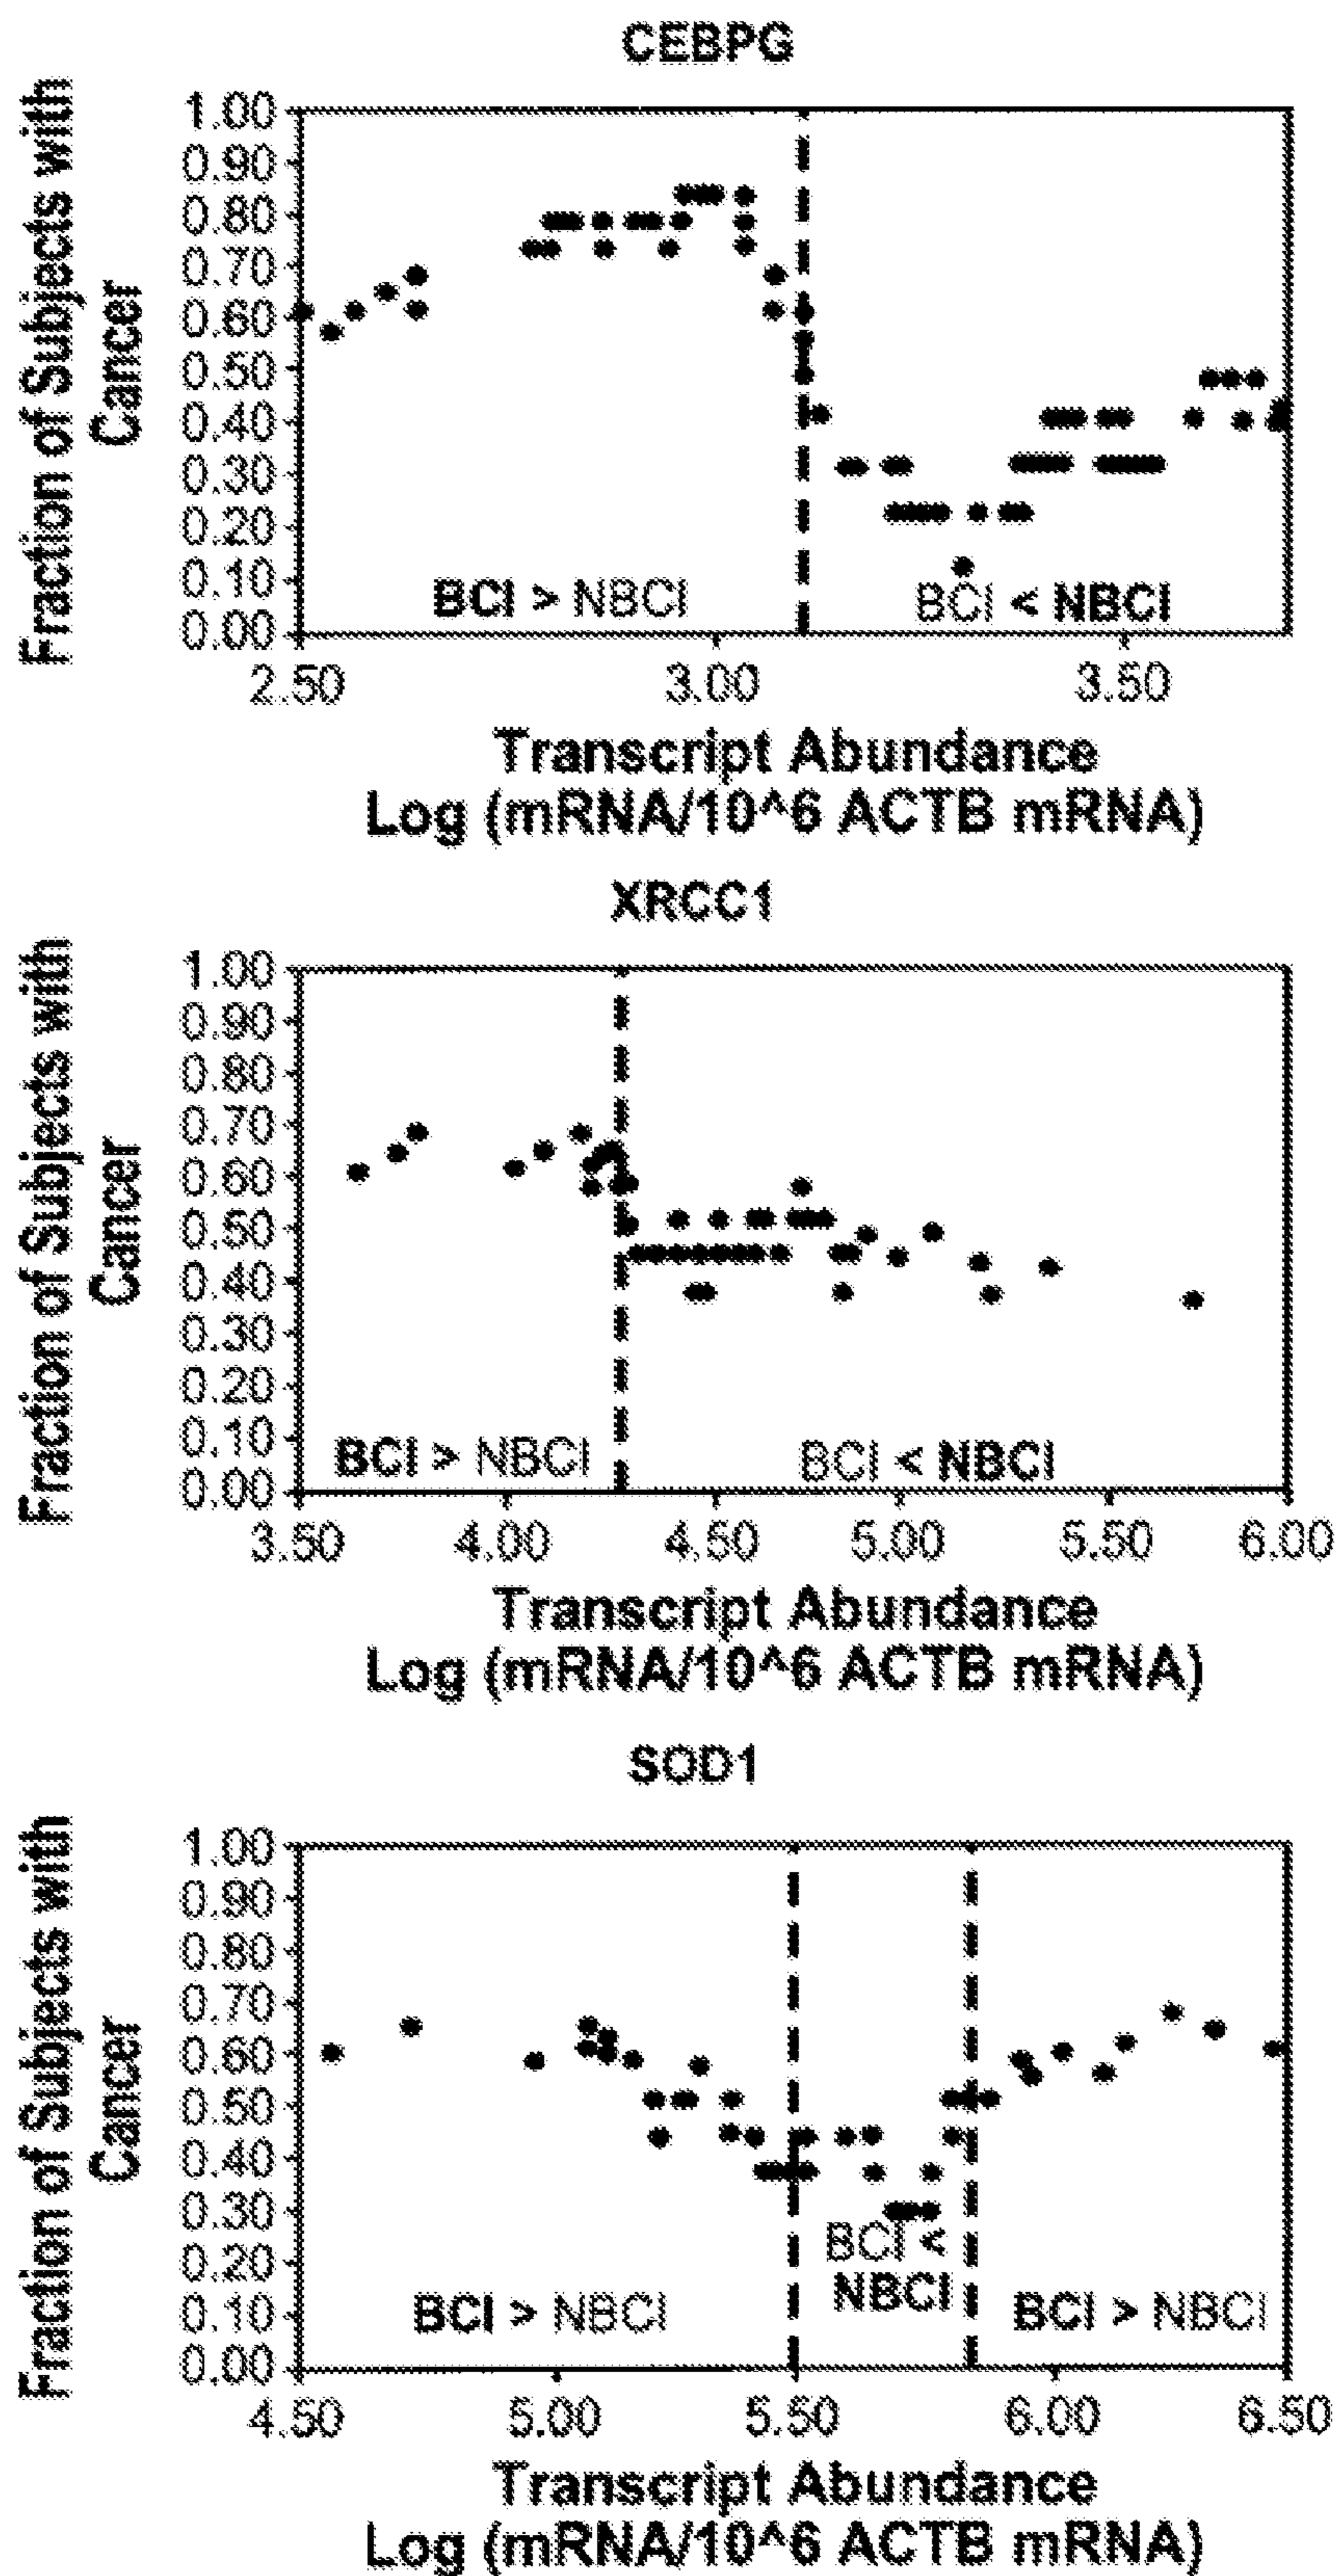 CEBPG
Fraction of Subjects with
Cancer
1.00
0.90
0.80
0.70
0.60
0.50
0.40
0.30
0.20
0.10
0.00
BCI > NBCI
BCI < NBCI
2.50 3.00 3.50
Transcript Abundance
Log (mRNA/10^6 ACTB mRNA)
XRCC1
Fraction of Subjects with
Cancer
1.00
0.90
0.80
0.70
0.60
0.50
0.40
0.30
0.20
0.10
0.00
BCI > NBCI
BCI < NBCI
3.50 4.00 4.50 5.00 5.50 6.00
Transcript Abundance
Log (mRNA/10^6 ACTB mRNA)
SOD1
Fraction of Subjects with
Cancer
1.00
0.90
0.80
0.70
0.60
0.50
0.40
0.30
0.20
0.10
0.00
BCI > NBCI
BCI <
NBCI
BCI > NBCI
4.50 5.00 5.50 6.00 6.50
Transcript Abundance
Log (mRNA/10^6 ACTB mRNA)